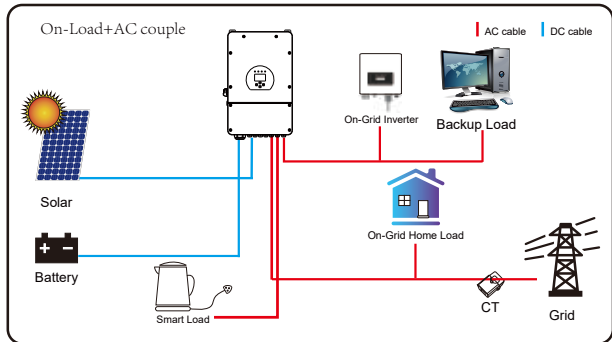 On-Load+AC couple
AC cable
DC cable
On-Grid Inverter
Backup Load
Solar
On-Grid Home Load
Battery
Smart Load
CT
Grid